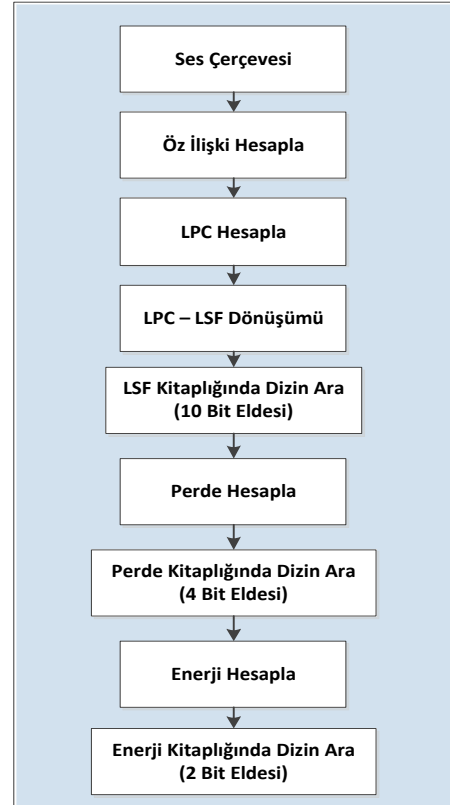 Ses Çerçevesi
Öz İlişki Hesapla
LPC Hesapla
LPC – LSF Dönüşümü
LSF Kitaplığında Dizin Ara
(10 Bit Eldesi)
Perde Hesapla
Perde Kitaplığında Dizin Ara
(4 Bit Eldesi)
Enerji Hesapla
Enerji Kitaplığında Dizin Ara
(2 Bit Eldesi)